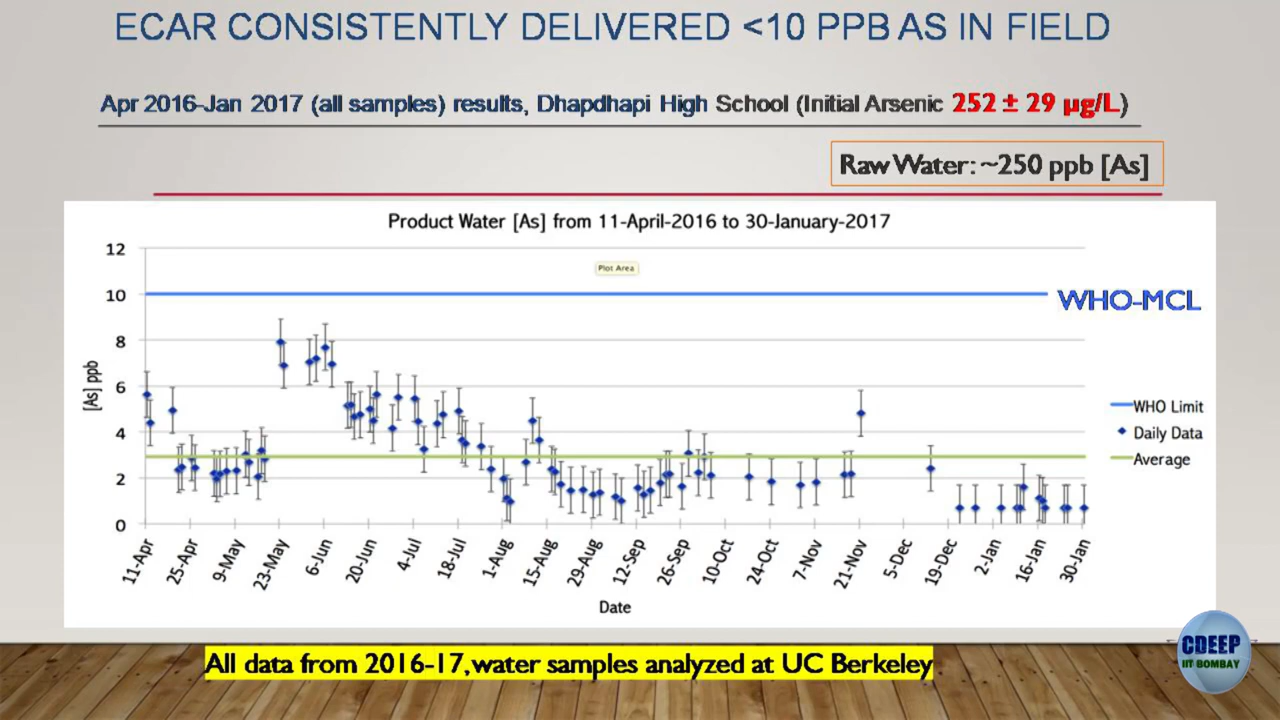 ECAR CONSISTENTLY DELIVERED <10 PPB AS IN FIELD
Apr 2016-Jan 2017 (all samples) results, Dhapdhapi High School (Initial Arsenic 252 ± 29 µg/L)
Raw Water: ~250 ppb [As]
Product Water [As] from 11-April-2016 to 30-January-2017
Plot Area
12
10
8
6
4
2
0
[As] ppb
WHO-MCL
WHO Limit
Daily Data
Average
11-Apr
25-Apr
9-May
23-May
6-Jun
20-Jun
4-Jul
18-Jul
1-Aug
15-Aug
29-Aug
12-Sep
26-Sep
10-Oct
24-Oct
7-Nov
21-Nov
5-Dec
19-Dec
2-Jan
16-Jan
30-Jan
Date
All data from 2016-17, water samples analyzed at UC Berkeley
CDEEP
IIT BOMBAY